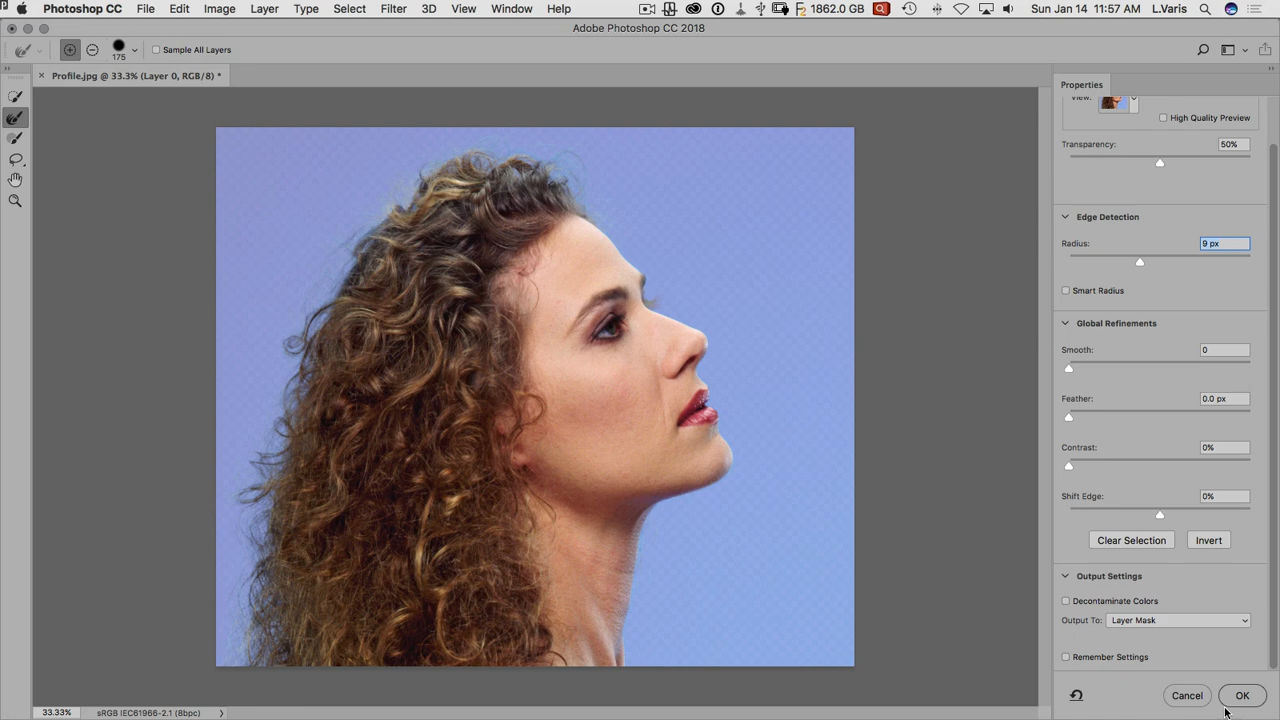 Photoshop CC File Edit Image Layer Type Select Filter 3D View Window Help 1862.0 GB Sun Jan 14 11:57 AM L.Varis
Adobe Photoshop CC 2018
175 Sample All Layers
× Profile.jpg @ 33.3% (Layer 0, RGB/8) *
Properties
View:
High Quality Preview
Transparency: 50%
Edge Detection
Radius: 9 px
Smart Radius
Global Refinements
Smooth: 0
Feather: 0.0 px
Contrast: 0%
Shift Edge: 0%
Clear Selection Invert
Output Settings
Decontaminate Colors
Output To: Layer Mask
Remember Settings
Cancel OK
33.33% sRGB IEC61966-2.1 (8bpc)